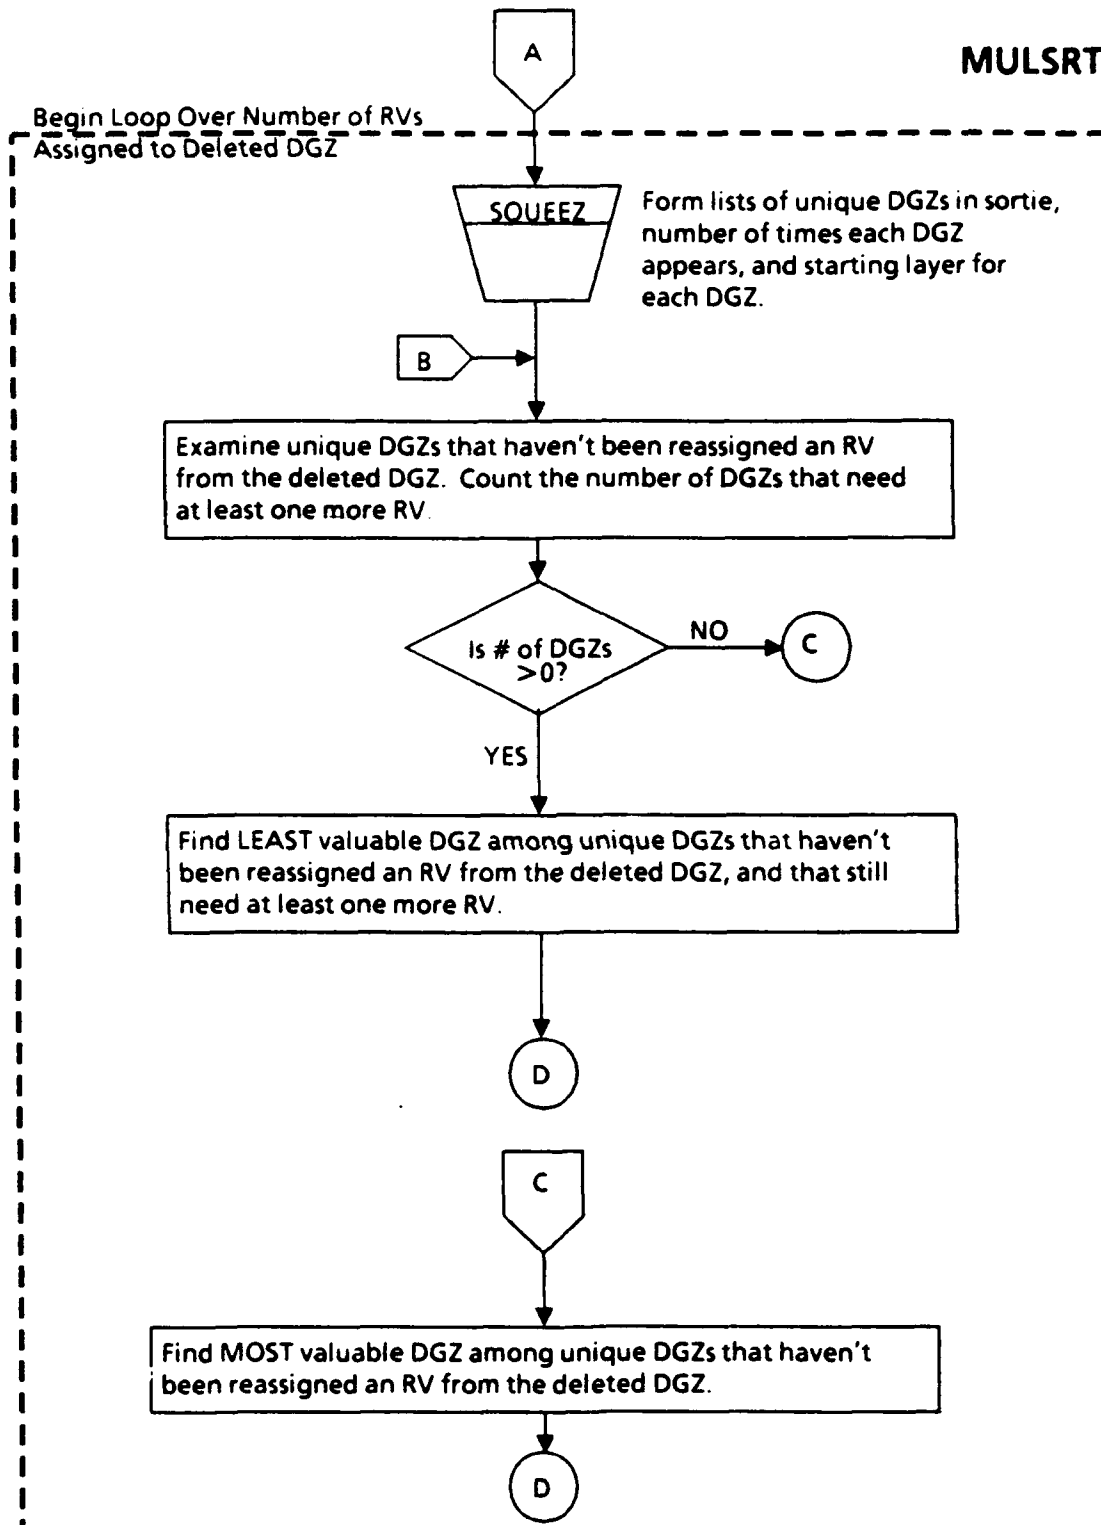 A
MULSRT
Begin Loop Over Number of RVs
Assigned to Deleted DGZ
SQUEEZ
Form lists of unique DGZs in sortie,
number of times each DGZ
appears, and starting layer for
each DGZ.
B
Examine unique DGZs that haven't been reassigned an RV
from the deleted DGZ. Count the number of DGZs that need
at least one more RV.
Is # of DGZs
>0?
NO
C
YES
Find LEAST valuable DGZ among unique DGZs that haven't
been reassigned an RV from the deleted DGZ, and that still
need at least one more RV.
D
C
Find MOST valuable DGZ among unique DGZs that haven't
been reassigned an RV from the deleted DGZ.
D